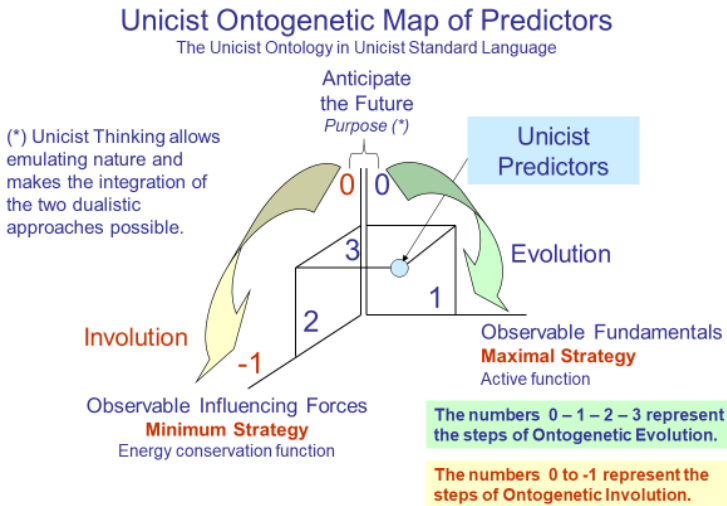 Unicist Ontogenetic Map of Predictors
The Unicist Ontology in Unicist Standard Language
Anticipate
the Future
Purpose (*)
(*) Unicist Thinking allows
emulating nature and
makes the integration of
the two dualistic
approaches possible.
Unicist
Predictors
0 0
3
Evolution
1
2
Involution
-1
Observable Fundamentals
Maximal Strategy
Active function
Observable Influencing Forces
Minimum Strategy
Energy conservation function
The numbers 0 – 1 – 2 – 3 represent
the steps of Ontogenetic Evolution.
The numbers 0 to -1 represent the
steps of Ontogenetic Involution.